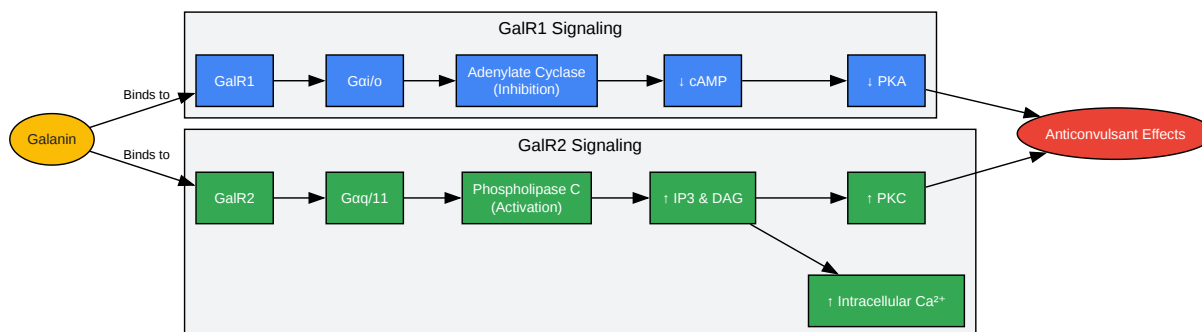 GalR1 Signaling
GalR1
Gαi/o
Adenylate Cyclase
(Inhibition)
↓ cAMP
↓ PKA
Binds to
Galanin
Anticonvulsant Effects
Binds to
GalR2 Signaling
GalR2
Gαq/11
Phospholipase C
(Activation)
↑ IP3 & DAG
↑ PKC
↑ Intracellular Ca²⁺